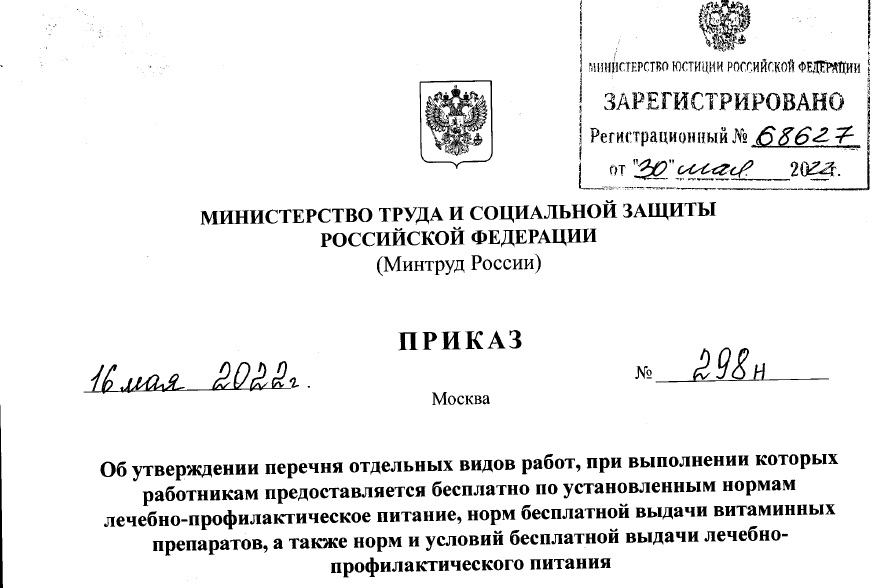 МИНИСТЕРСТВО ЮСТИЦИИ РОССИЙСКОЙ ФЕДЕРАЦИИ
ЗАРЕГИСТРИРОВАНО
Регистрационный № 68627
от "30" мая 2022г.
МИНИСТЕРСТВО ТРУДА И СОЦИАЛЬНОЙ ЗАЩИТЫ
РОССИЙСКОЙ ФЕДЕРАЦИИ
(Минтруд России)
ПРИКАЗ
16 мая 2022г.
№ 298н
Москва
Об утверждении перечня отдельных видов работ, при выполнении которых
работникам предоставляется бесплатно по установленным нормам
лечебно-профилактическое питание, норм бесплатной выдачи витаминных
препаратов, а также норм и условий бесплатной выдачи лечебно-
профилактического питания